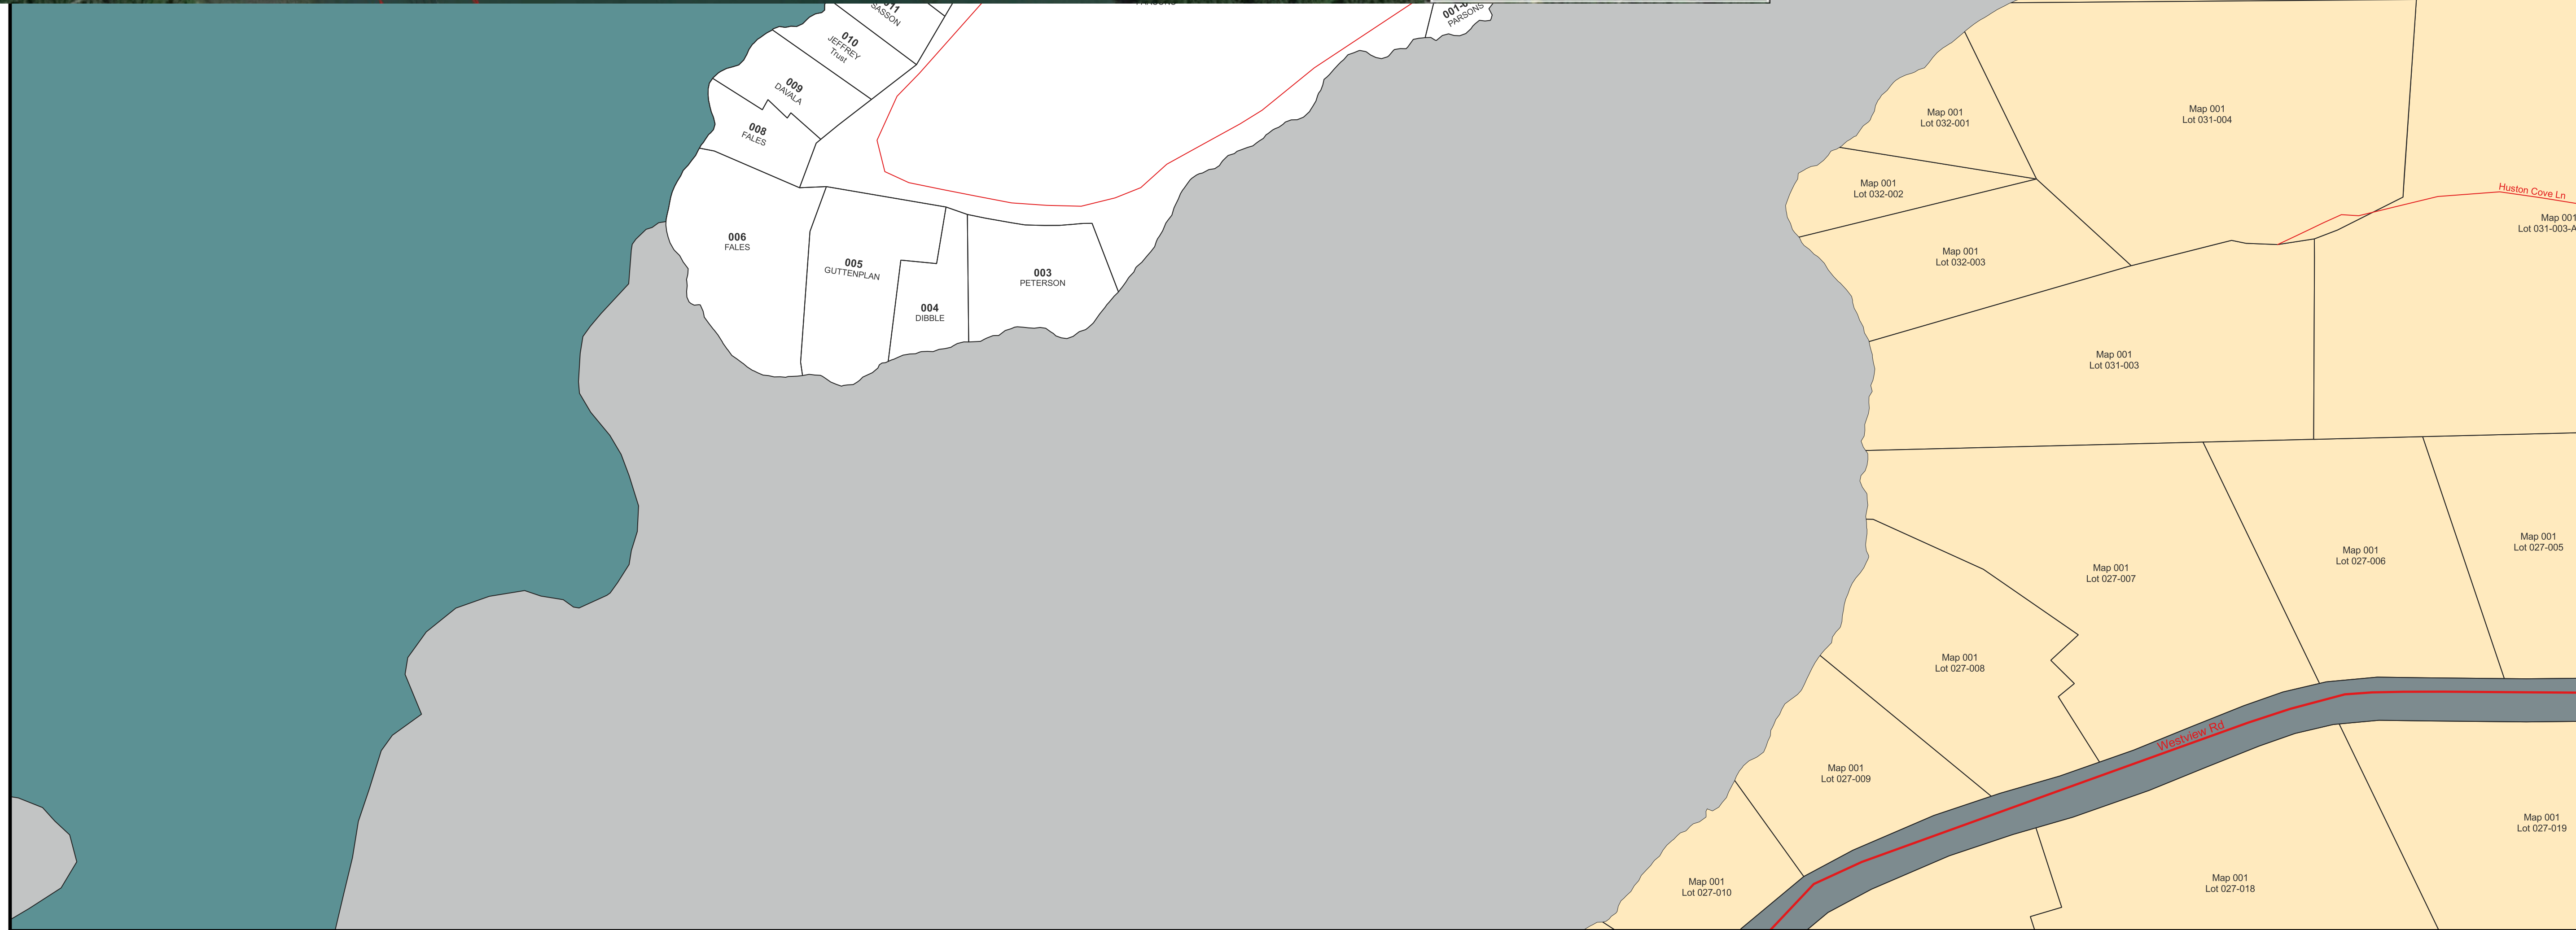 SASSON
010
JEFFREY
Trust
009
DAVALA
008
FALES
006
FALES
005
GUTTENPLAN
004
DIBBLE
003
PETERSON
PARSONS
Map 001
Lot 032-001
Map 001
Lot 031-004
Map 001
Lot 032-002
Huston Cove Ln
Map 001
Lot 031-003-A
Map 001
Lot 032-003
Map 001
Lot 031-003
Map 001
Lot 027-005
Map 001
Lot 027-006
Map 001
Lot 027-007
Map 001
Lot 027-008
Westview Rd
Map 001
Lot 027-009
Map 001
Lot 027-019
Map 001
Lot 027-010
Map 001
Lot 027-018